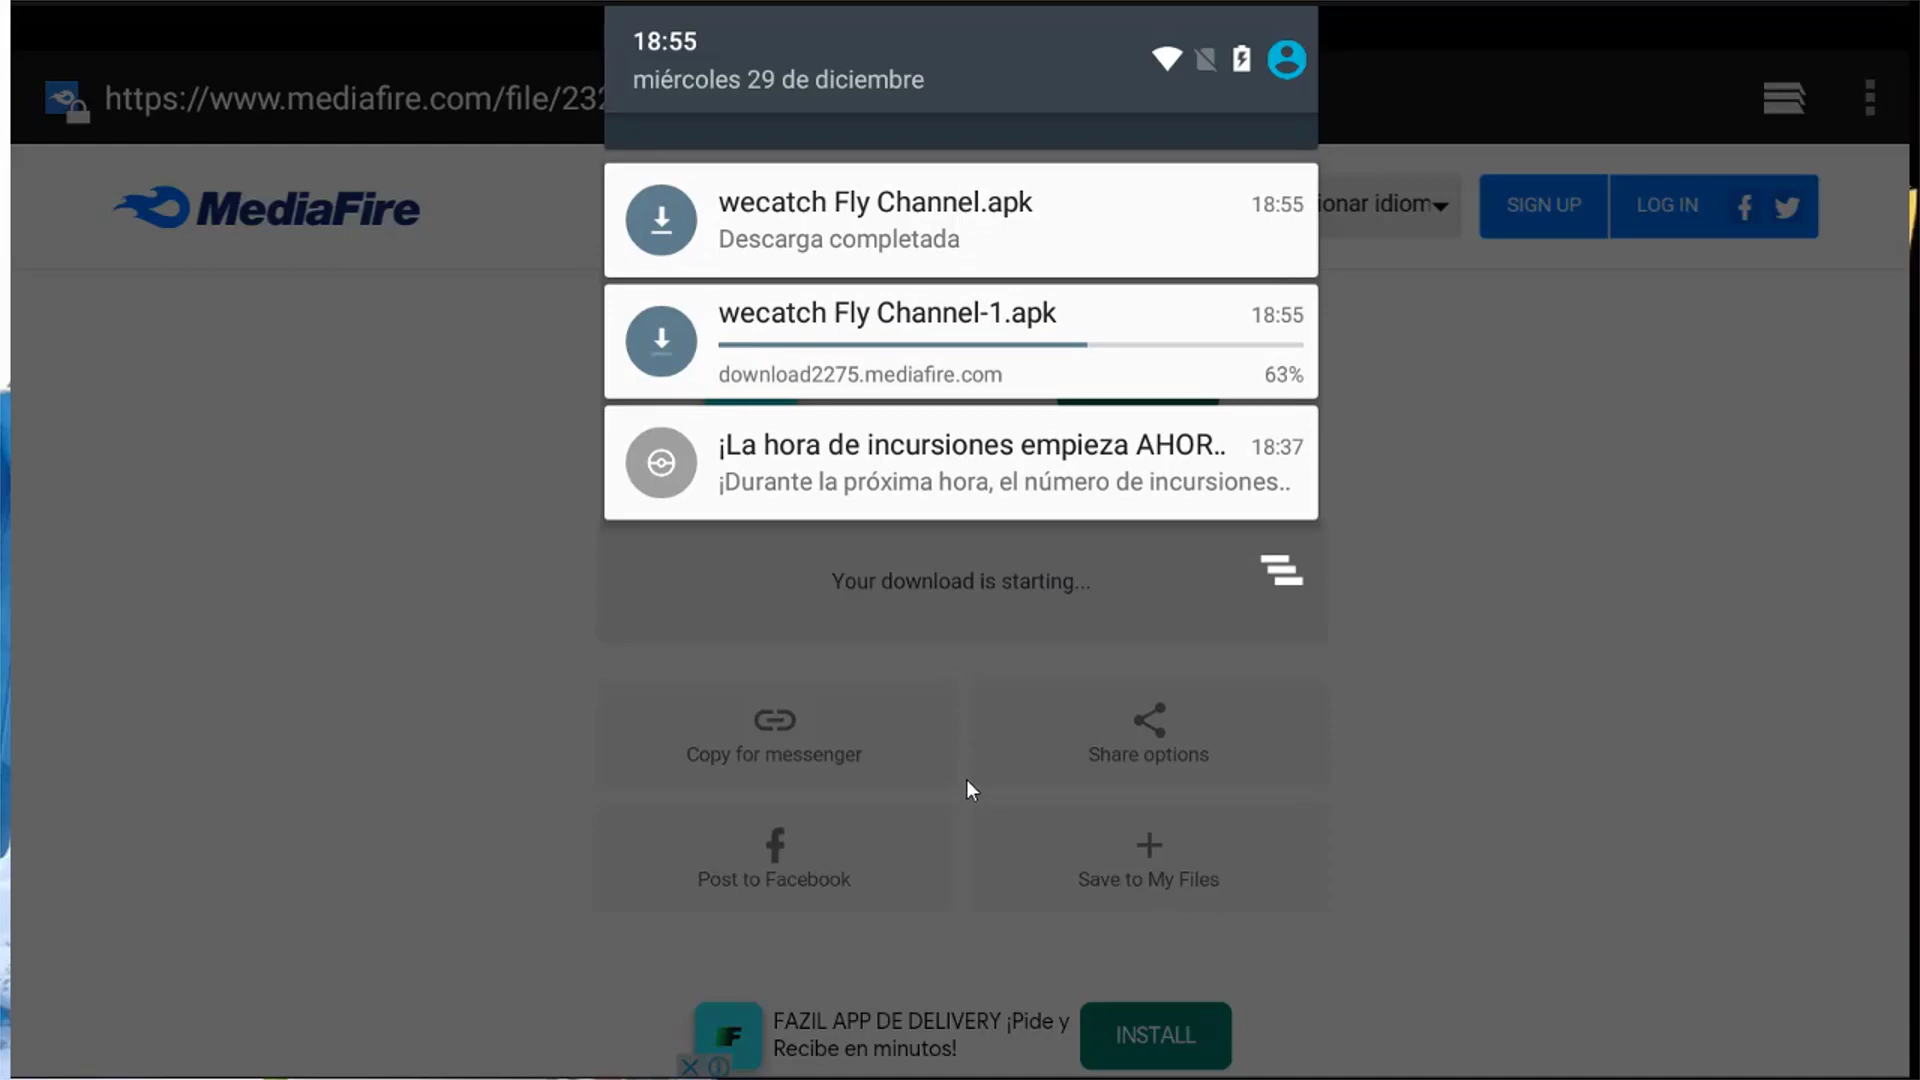 18:55
miércoles 29 de diciembre
https://www.mediafire.com/file/232
MediaFire
ionar idiom
SIGN UP
LOG IN
wecatch Fly Channel.apk
18:55
Descarga completada
wecatch Fly Channel-1.apk
18:55
download2275.mediafire.com
63%
¡La hora de incursiones empieza AHOR..
18:37
¡Durante la próxima hora, el número de incursiones..
Your download is starting...
Copy for messenger
Share options
Post to Facebook
Save to My Files
FAZIL APP DE DELIVERY ¡Pide y
Recibe en minutos!
INSTALL